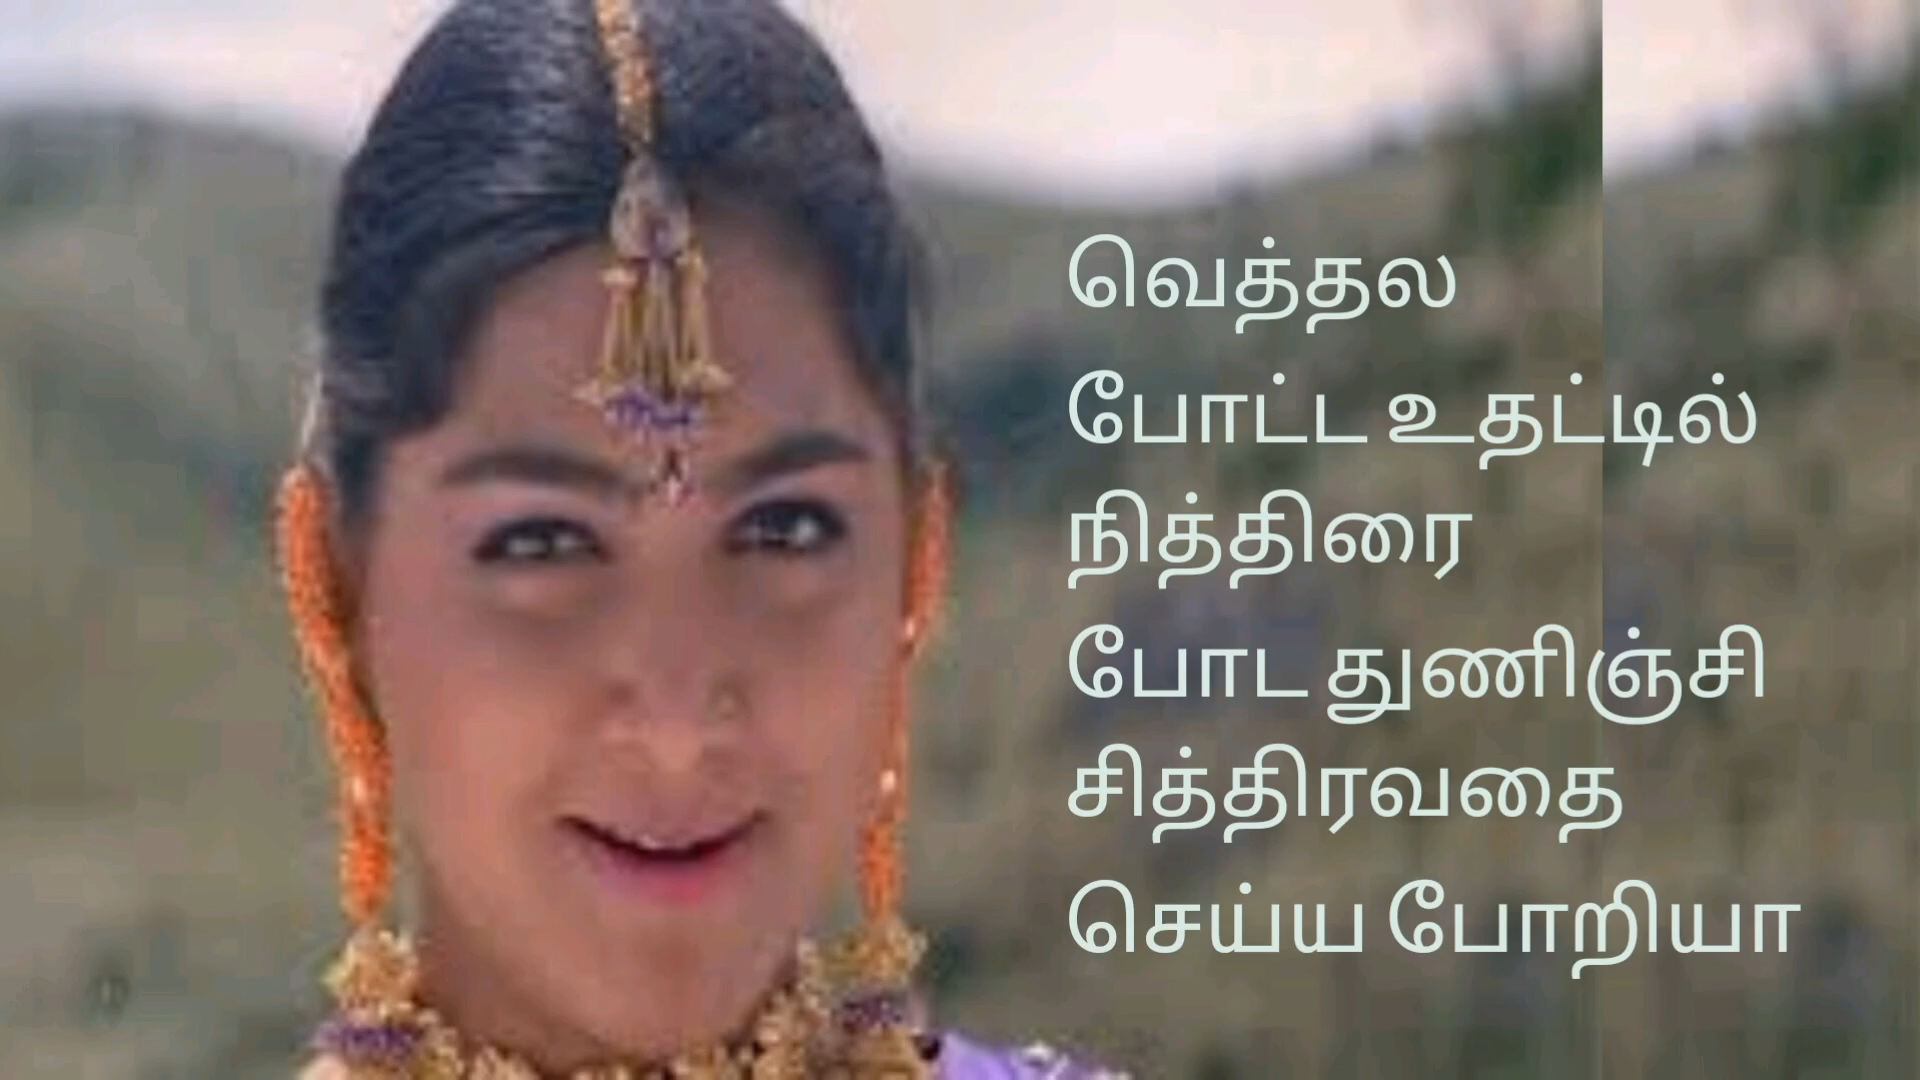 வெத்தல
போட்ட உதட்டில்
நித்திரை
போட துணிஞ்சி
சித்திரவதை
செய்ய போறியா